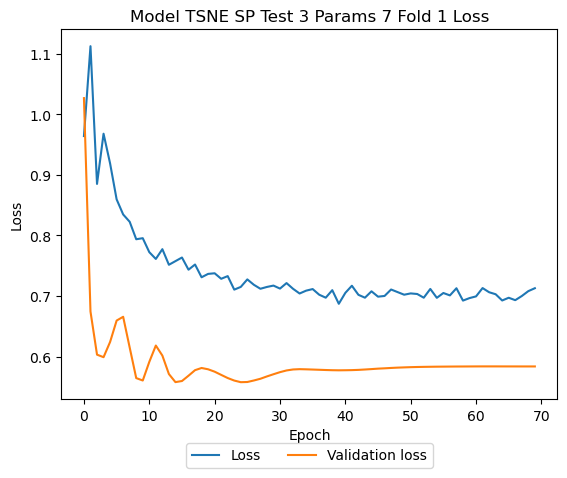 Model TSNE SP Test 3 Params 7 Fold 1 Loss
1.1
1.0
0.9
0.8
0.7
0.6
Loss
0 10 20 30 40 50 60 70
Epoch
Loss Validation loss